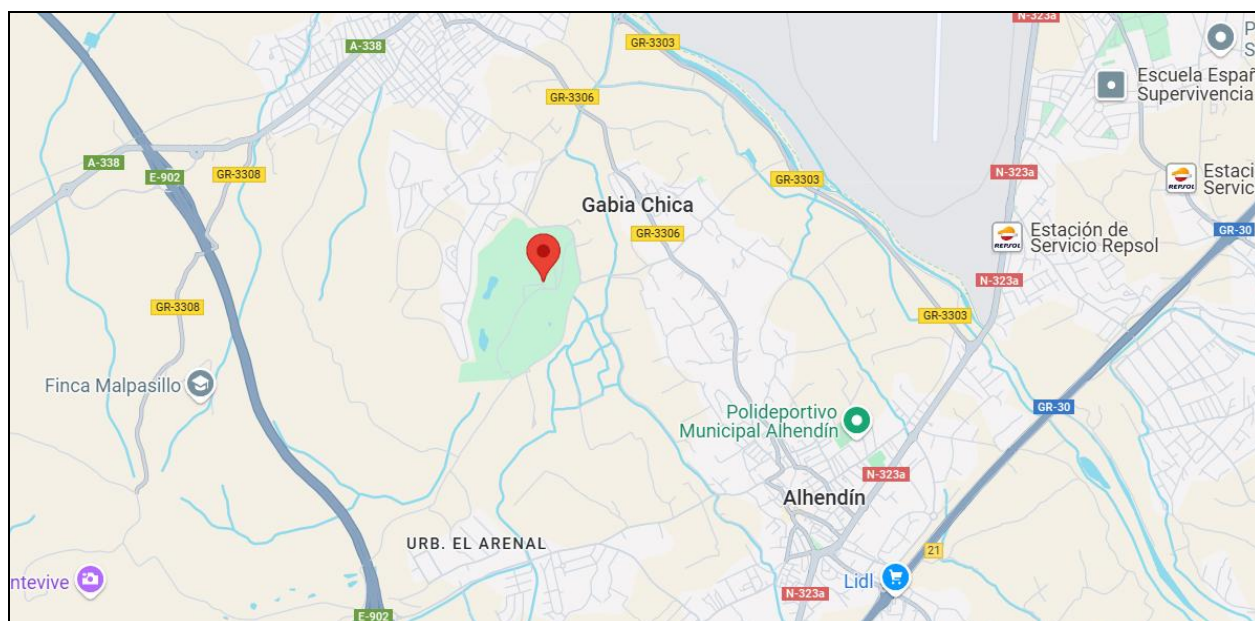 N-323a
A-338
GR-3303
P
S
Escuela Españ
Supervivencia
GR-3306
A-338
E-902
GR-3308
N-323a
GR-3303
REPSOL
Estaci
Servic
Gabia Chica
GR-3306
REPSOL
Estación de
Servicio Repsol
GR-30
N-323a
GR-3308
GR-3303
Finca Malpasillo
GR-30
Polideportivo
Municipal Alhendín
N-323a
Alhendín
URB. EL ARENAL
21
ntevive
Lidl
N-323a
E-902